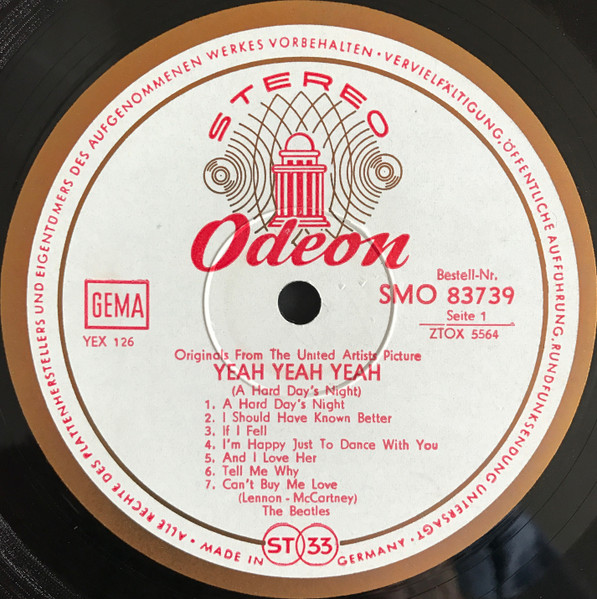 ALLE RECHTE DES PLATTENHERSTELLERS UND EIGENTÜMERS DES AUFGENOMMENEN WERKES VORBEHALTEN • VERVIELFÄLTIGUNG, ÖFFENTLICHE AUFFÜHRUNG, RUNDFUNKSENDUNG UNTERSAGT •
STEREO
Odeon
GEMA
YEX 126
Bestell-Nr.
SMO 83739
Seite 1
ZTOX 5564
Originals From The United Artists Picture
YEAH YEAH YEAH
(A Hard Day's Night)
1. A Hard Day's Night
2. I Should Have Known Better
3. If I Fell
4. I'm Happy Just To Dance With You
5. And I Love Her
6. Tell Me Why
7. Can't Buy Me Love
(Lennon - McCartney)
The Beatles
MADE IN GERMANY
ST 33